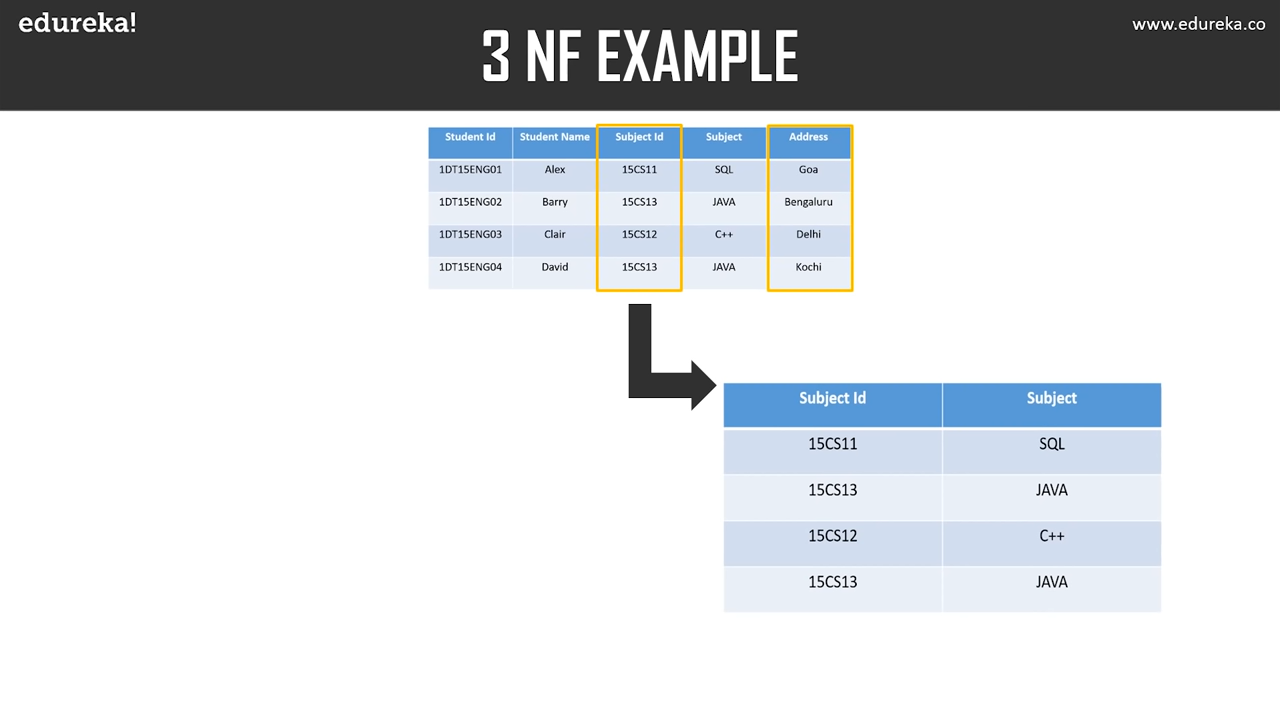 edureka!
www.edureka.co
3 NF EXAMPLE
Student Id Student Name Subject Id Subject Address
1DT15ENG01 Alex 15CS11 SQL Goa
1DT15ENG02 Barry 15CS13 JAVA Bengaluru
1DT15ENG03 Clair 15CS12 C++ Delhi
1DT15ENG04 David 15CS13 JAVA Kochi
Subject Id Subject
15CS11 SQL
15CS13 JAVA
15CS12 C++
15CS13 JAVA